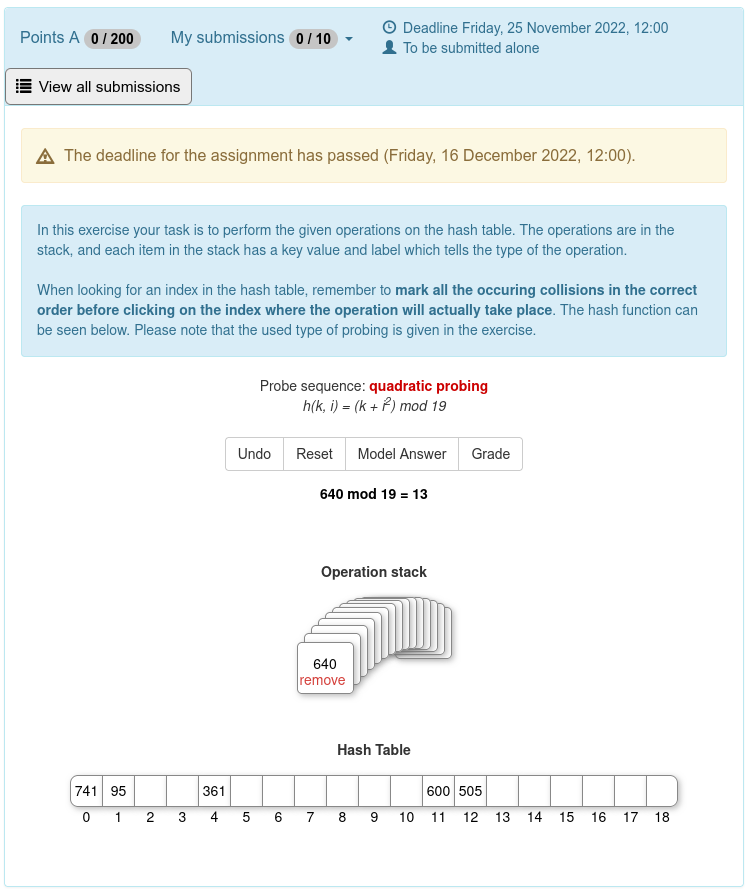 Points A 0 / 200 My submissions 0 / 10
Deadline Friday, 25 November 2022, 12:00
To be submitted alone
View all submissions
The deadline for the assignment has passed (Friday, 16 December 2022, 12:00).
In this exercise your task is to perform the given operations on the hash table. The operations are in the
stack, and each item in the stack has a key value and label which tells the type of the operation.
When looking for an index in the hash table, remember to mark all the occuring collisions in the correct
order before clicking on the index where the operation will actually take place. The hash function can
be seen below. Please note that the used type of probing is given in the exercise.
Probe sequence: quadratic probing
h(k, i) = (k + i²) mod 19
Undo Reset Model Answer Grade
640 mod 19 = 13
Operation stack
640
remove
Hash Table
741 95 361 600 505
0 1 2 3 4 5 6 7 8 9 10 11 12 13 14 15 16 17 18